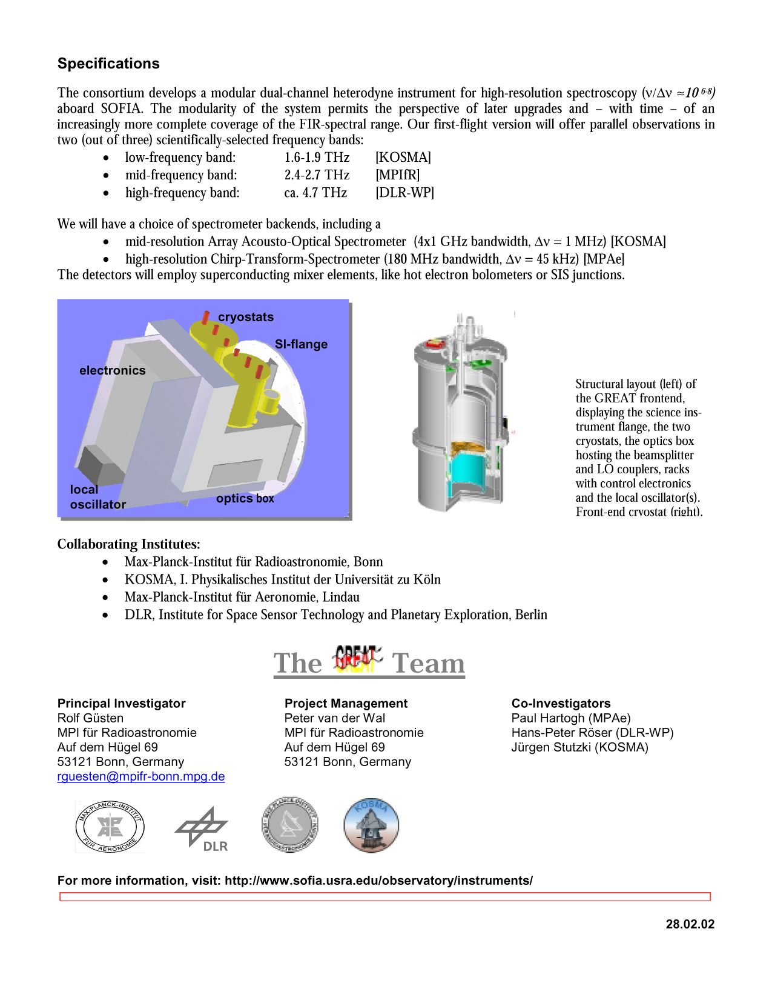 Specifications
The consortium develops a modular dual-channel heterodyne instrument for high-resolution spectroscopy (ν/Δν ≈10 6-8)
aboard SOFIA. The modularity of the system permits the perspective of later upgrades and – with time – of an
increasingly more complete coverage of the FIR-spectral range. Our first-flight version will offer parallel observations in
two (out of three) scientifically-selected frequency bands:
• low-frequency band: 1.6-1.9 THz [KOSMA]
• mid-frequency band: 2.4-2.7 THz [MPIfR]
• high-frequency band: ca. 4.7 THz [DLR-WP]
We will have a choice of spectrometer backends, including a
• mid-resolution Array Acousto-Optical Spectrometer (4x1 GHz bandwidth, Δν = 1 MHz) [KOSMA]
• high-resolution Chirp-Transform-Spectrometer (180 MHz bandwidth, Δν = 45 kHz) [MPAe]
The detectors will employ superconducting mixer elements, like hot electron bolometers or SIS junctions.
cryostats
SI-flange
electronics
local
oscillator
optics box
Structural layout (left) of
the GREAT frontend,
displaying the science ins-
trument flange, the two
cryostats, the optics box
hosting the beamsplitter
and LO couplers, racks
with control electronics
and the local oscillator(s).
Front-end cryostat (right).
Collaborating Institutes:
• Max-Planck-Institut für Radioastronomie, Bonn
• KOSMA, I. Physikalisches Institut der Universität zu Köln
• Max-Planck-Institut für Aeronomie, Lindau
• DLR, Institute for Space Sensor Technology and Planetary Exploration, Berlin
The GREAT Team
Principal Investigator
Rolf Güsten
MPI für Radioastronomie
Auf dem Hügel 69
53121 Bonn, Germany
rguesten@mpifr-bonn.mpg.de
Project Management
Peter van der Wal
MPI für Radioastronomie
Auf dem Hügel 69
53121 Bonn, Germany
Co-Investigators
Paul Hartogh (MPAe)
Hans-Peter Röser (DLR-WP)
Jürgen Stutzki (KOSMA)
MAX-PLANCK-INSTITUT
MP
AE
FÜR AERONOMIE
DLR
MAX PLANCK INSTITUT
KOSMA
For more information, visit: http://www.sofia.usra.edu/observatory/instruments/
28.02.02